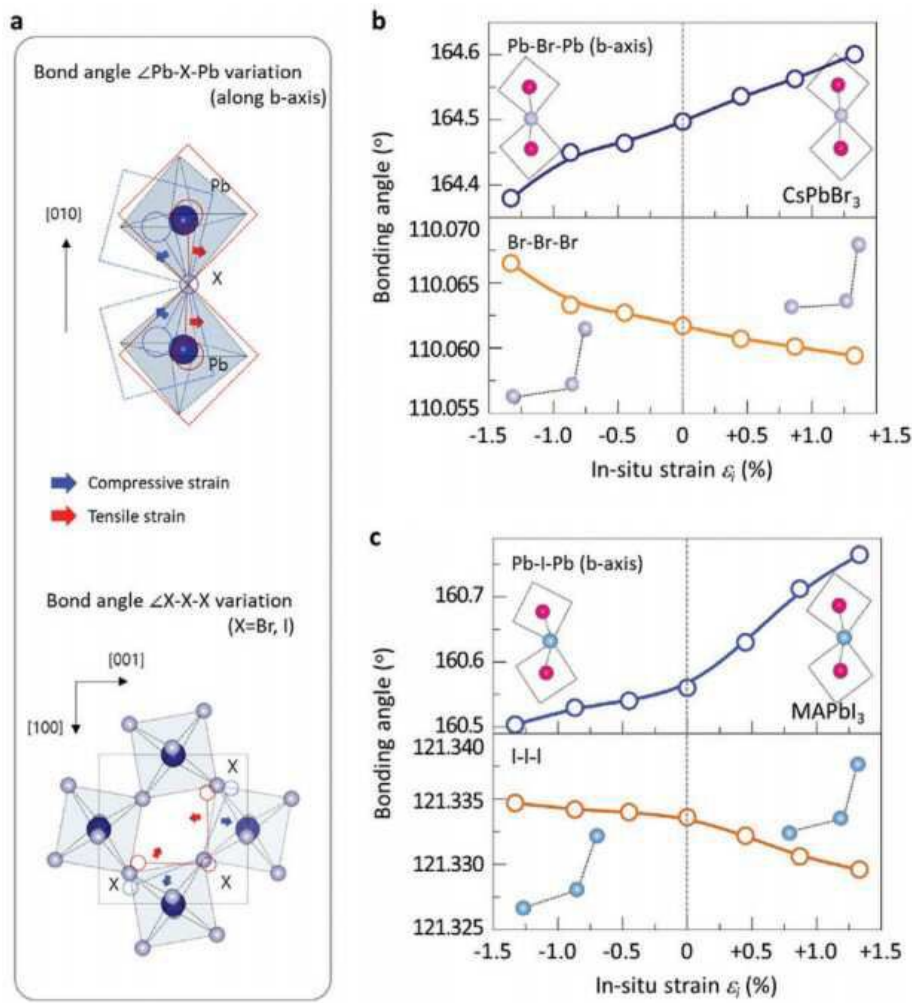 a
Bond angle ∠Pb-X-Pb variation
(along b-axis)
[010]
Pb
X
Pb
Compressive strain
Tensile strain
Bond angle ∠X-X-X variation
(X=Br, I)
[001]
[100]
X
X
X
b
Pb-Br-Pb (b-axis)
164.6
164.5
164.4
CsPbBr₃
Bonding angle (°)
110.070
Br-Br-Br
110.065
110.060
110.055
-1.5 -1.0 -0.5 0 +0.5 +1.0 +1.5
In-situ strain εᵢ (%)
c
Pb-I-Pb (b-axis)
160.7
160.6
160.5
MAPbI₃
Bonding angle (°)
121.340
I-I-I
121.335
121.330
121.325
-1.5 -1.0 -0.5 0 +0.5 +1.0 +1.5
In-situ strain εᵢ (%)